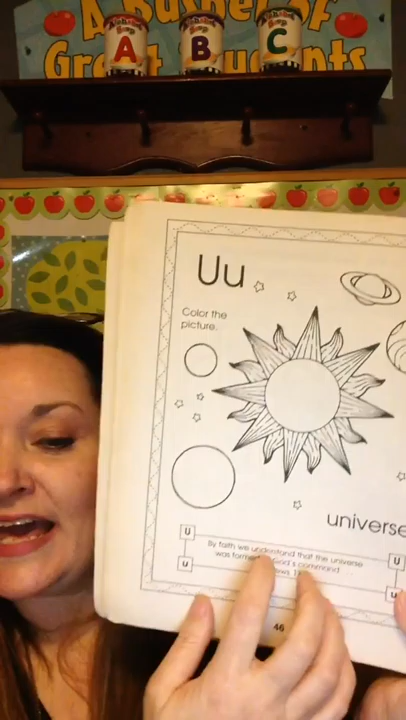 A Bushel of
Great Students
A B C
Uu
Color the
picture.
universe
U U
By faith we understand that the universe
was formed God's command
u u
46